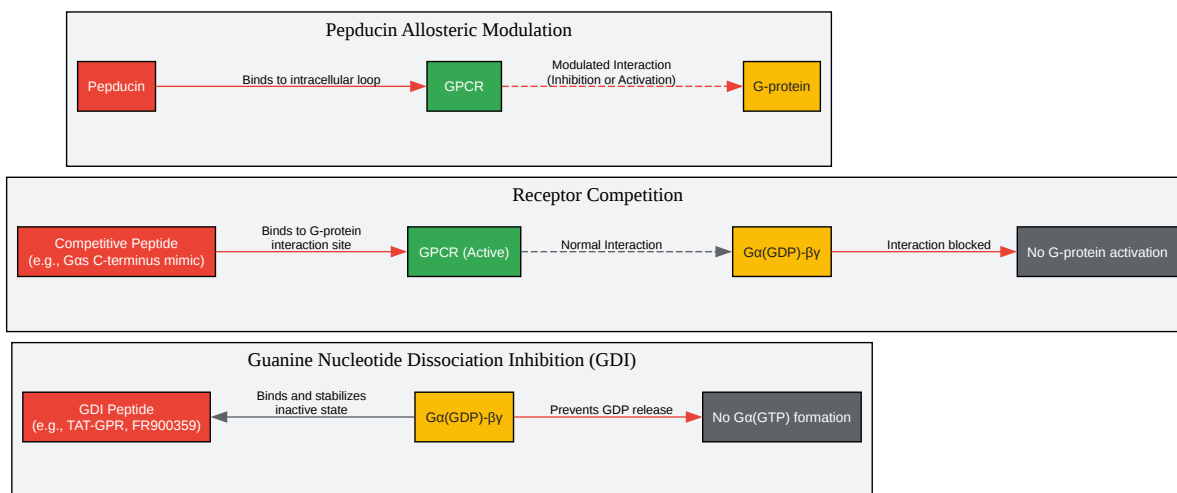 Pepducin Allosteric Modulation
Pepducin
Binds to intracellular loop
GPCR
Modulated Interaction
(Inhibition or Activation)
G-protein
Receptor Competition
Competitive Peptide
(e.g., Gαs C-terminus mimic)
Binds to G-protein
interaction site
GPCR (Active)
Normal Interaction
Gα(GDP)-βγ
Interaction blocked
No G-protein activation
Guanine Nucleotide Dissociation Inhibition (GDI)
GDI Peptide
(e.g., TAT-GPR, FR900359)
Binds and stabilizes
inactive state
Gα(GDP)-βγ
Prevents GDP release
No Gα(GTP) formation